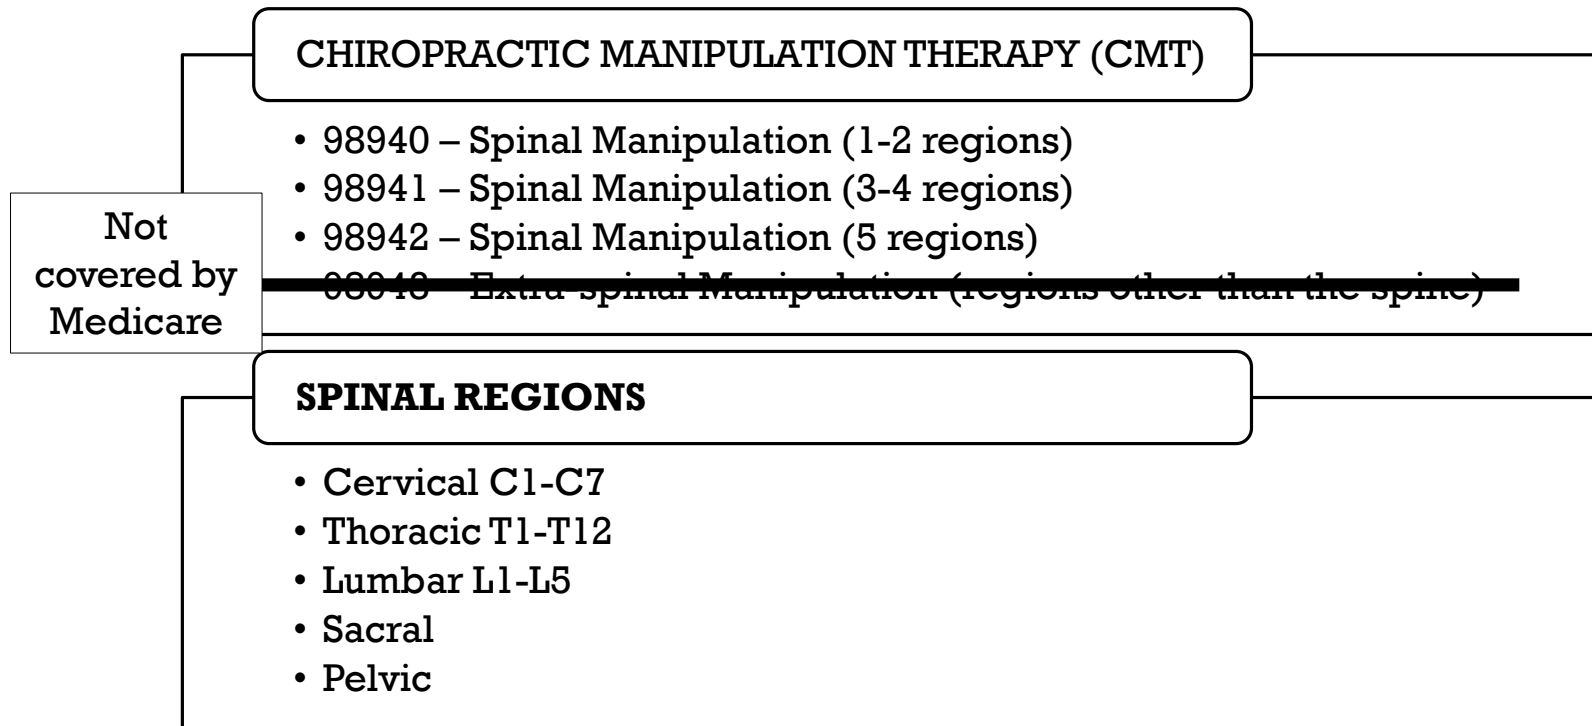 CHIROPRACTIC MANIPULATION THERAPY (CMT)
• 98940 – Spinal Manipulation (1-2 regions)
• 98941 – Spinal Manipulation (3-4 regions)
• 98942 – Spinal Manipulation (5 regions)
98943 – Extra-spinal Manipulation (regions other than the spine)
Not
covered by
Medicare
SPINAL REGIONS
• Cervical C1-C7
• Thoracic T1-T12
• Lumbar L1-L5
• Sacral
• Pelvic